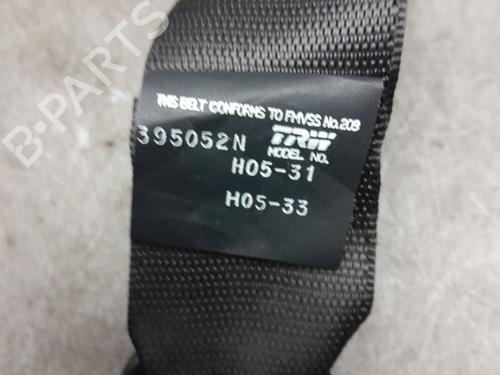 B-PARTS
THIS BELT CONFORMS TO FMVSS No.209
395052N TRW
MODEL NO.
H05-31
H05-33